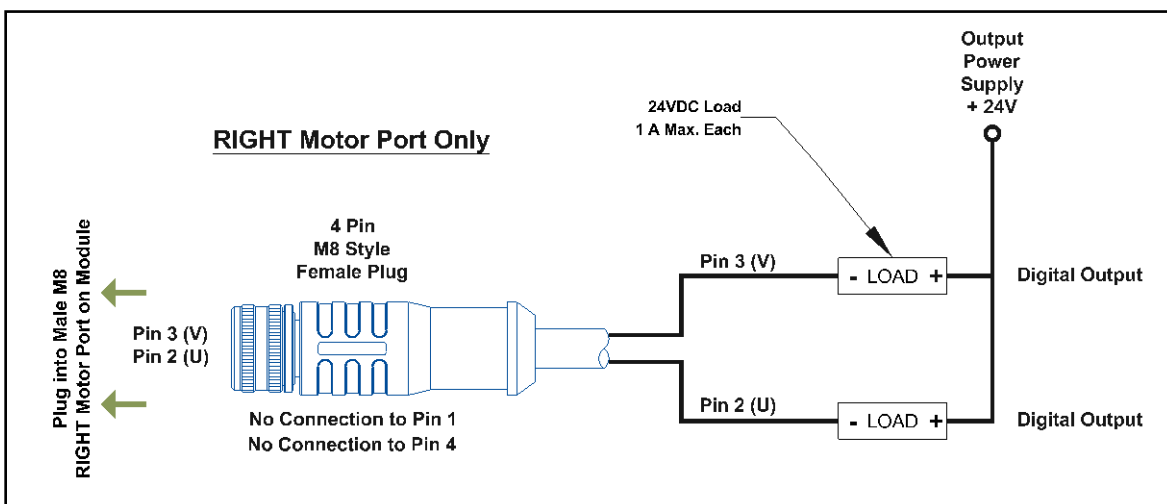 Output
Power
Supply
+ 24V
24VDC Load
1 A Max. Each
RIGHT Motor Port Only
4 Pin
M8 Style
Female Plug
Plug into Male M8
RIGHT Motor Port on Module
Pin 3 (V)
Pin 2 (U)
No Connection to Pin 1
No Connection to Pin 4
Pin 3 (V)
- LOAD +
Digital Output
Pin 2 (U)
- LOAD +
Digital Output